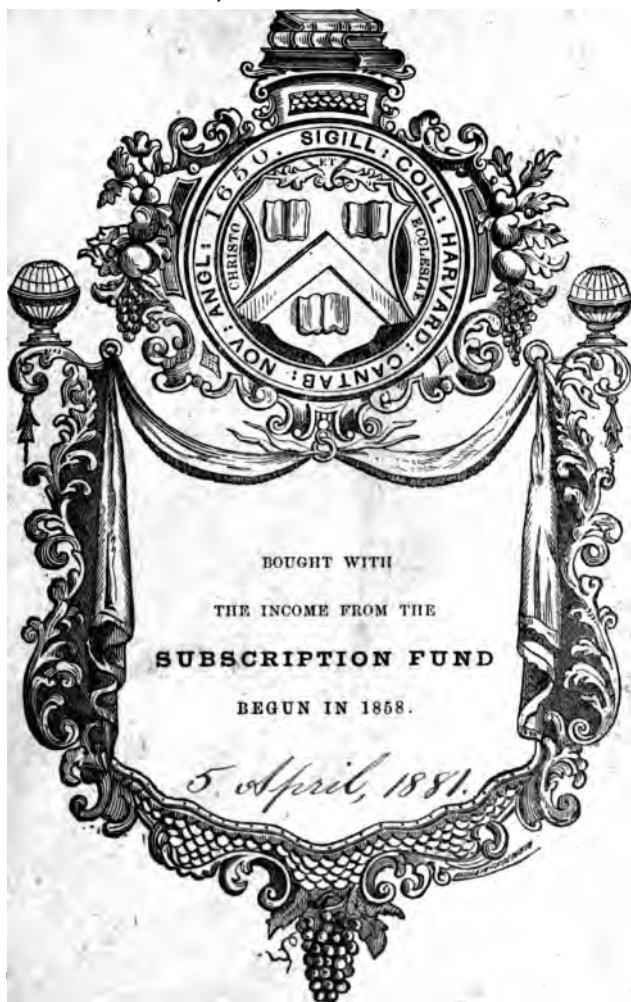 SIGILL: COLL: HARVARD: CANTAB: NOV: ANGL: 1650.
CHRISTO
ET
ECCLESIAE
BOUGHT WITH
THE INCOME FROM THE
SUBSCRIPTION FUND
BEGUN IN 1858.
5 April, 1881.